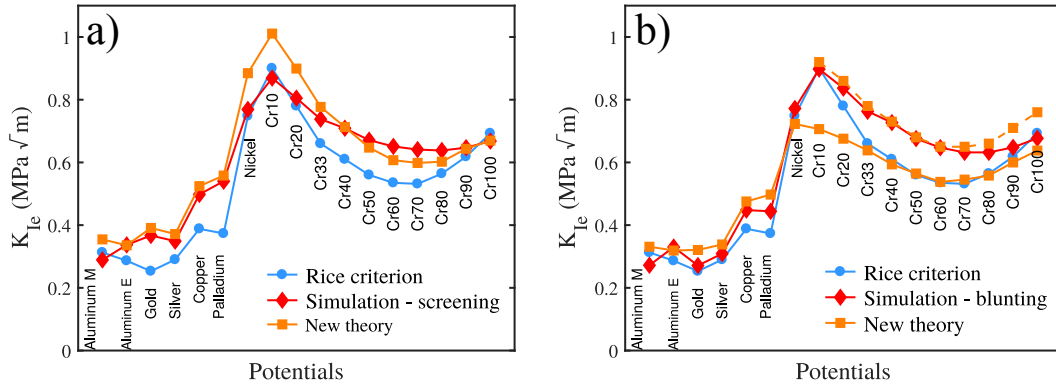 a)
K_Ie (MPa √m)
1
0.8
0.6
0.4
0.2
0
Aluminum M
Aluminum E
Gold
Silver
Copper
Palladium
Nickel
Cr10
Cr20
Cr33
Cr40
Cr50
Cr60
Cr70
Cr80
Cr90
Cr100
Rice criterion
Simulation - screening
New theory
Potentials
b)
K_Ie (MPa √m)
1
0.8
0.6
0.4
0.2
0
Aluminum M
Aluminum E
Gold
Silver
Copper
Palladium
Nickel
Cr10
Cr20
Cr33
Cr40
Cr50
Cr60
Cr70
Cr80
Cr90
Cr100
Rice criterion
Simulation - blunting
New theory
Potentials